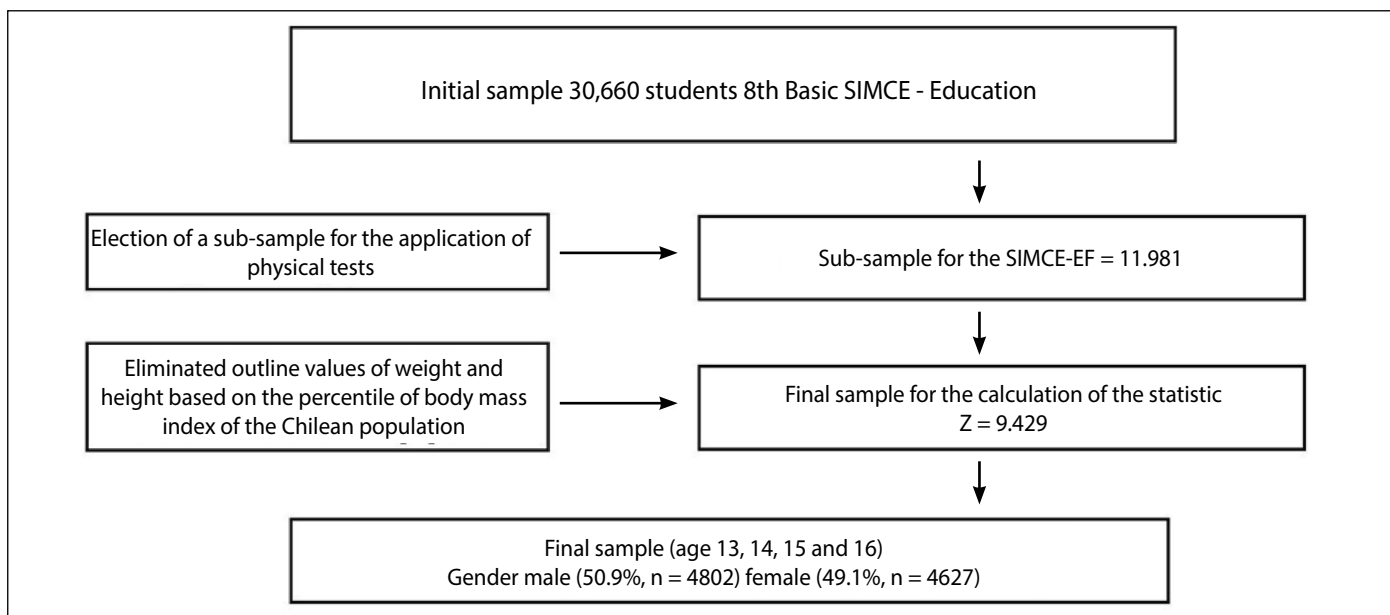 Initial sample 30,660 students 8th Basic SIMCE - Education
Election of a sub-sample for the application of
physical tests
Sub-sample for the SIMCE-EF = 11.981
Eliminated outline values of weight and
height based on the percentile of body mass
index of the Chilean population
Final sample for the calculation of the statistic
Z = 9.429
Final sample (age 13, 14, 15 and 16)
Gender male (50.9%, n = 4802) female (49.1%, n = 4627)